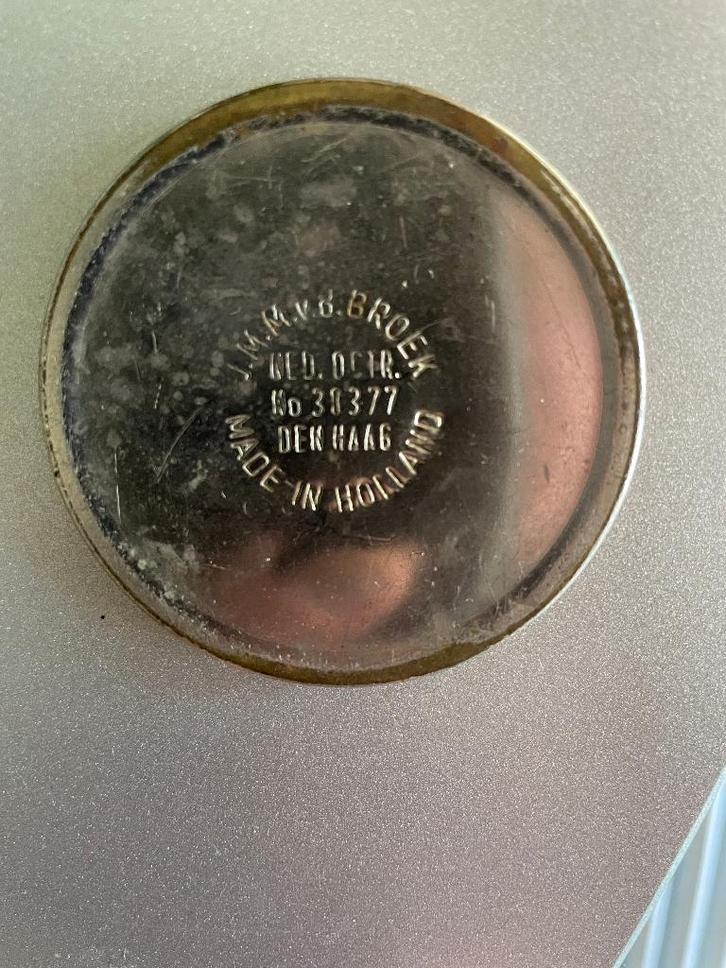 J.M.M.v.d. BROEK
NED. OCTR.
No 38377
DEN HAAG
MADE-IN HOLLAND